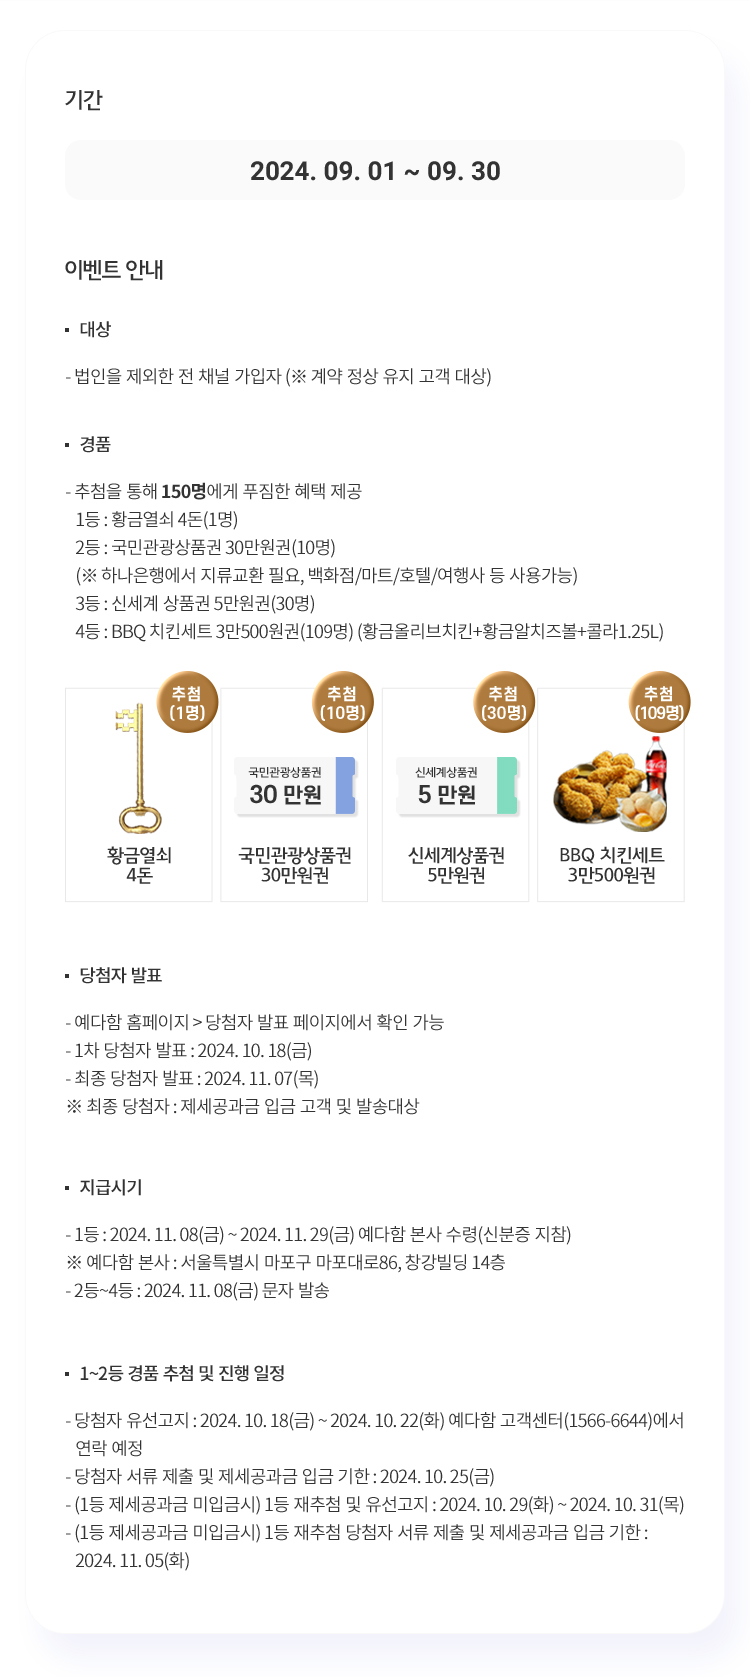 기간
2024. 09. 01 ~ 09. 30
이벤트 안내
▪ 대상
- 법인을 제외한 전 채널 가입자 (※ 계약 정상 유지 고객 대상)
▪ 경품
- 추첨을 통해 150명에게 푸짐한 혜택 제공
1등 : 황금열쇠 4돈(1명)
2등 : 국민관광상품권 30만원권(10명)
(※ 하나은행에서 지류교환 필요, 백화점/마트/호텔/여행사 등 사용가능)
3등 : 신세계 상품권 5만원권(30명)
4등 : BBQ 치킨세트 3만500원권(109명) (황금올리브치킨+황금알치즈볼+콜라1.25L)
추첨
(1명)
황금열쇠
4돈
추첨
(10명)
국민관광상품권
30 만원
국민관광상품권
30만원권
추첨
(30명)
신세계상품권
5 만원
신세계상품권
5만원권
추첨
(109명)
BBQ 치킨세트
3만500원권
▪ 당첨자 발표
- 예다함 홈페이지 > 당첨자 발표 페이지에서 확인 가능
- 1차 당첨자 발표 : 2024. 10. 18(금)
- 최종 당첨자 발표 : 2024. 11. 07(목)
※ 최종 당첨자 : 제세공과금 입금 고객 및 발송대상
▪ 지급시기
- 1등 : 2024. 11. 08(금) ~ 2024. 11. 29(금) 예다함 본사 수령(신분증 지참)
※ 예다함 본사 : 서울특별시 마포구 마포대로86, 창강빌딩 14층
- 2등~4등 : 2024. 11. 08(금) 문자 발송
▪ 1~2등 경품 추첨 및 진행 일정
- 당첨자 유선고지 : 2024. 10. 18(금) ~ 2024. 10. 22(화) 예다함 고객센터(1566-6644)에서
연락 예정
- 당첨자 서류 제출 및 제세공과금 입금 기한 : 2024. 10. 25(금)
- (1등 제세공과금 미입금시) 1등 재추첨 및 유선고지 : 2024. 10. 29(화) ~ 2024. 10. 31(목)
- (1등 제세공과금 미입금시) 1등 재추첨 당첨자 서류 제출 및 제세공과금 입금 기한 :
2024. 11. 05(화)